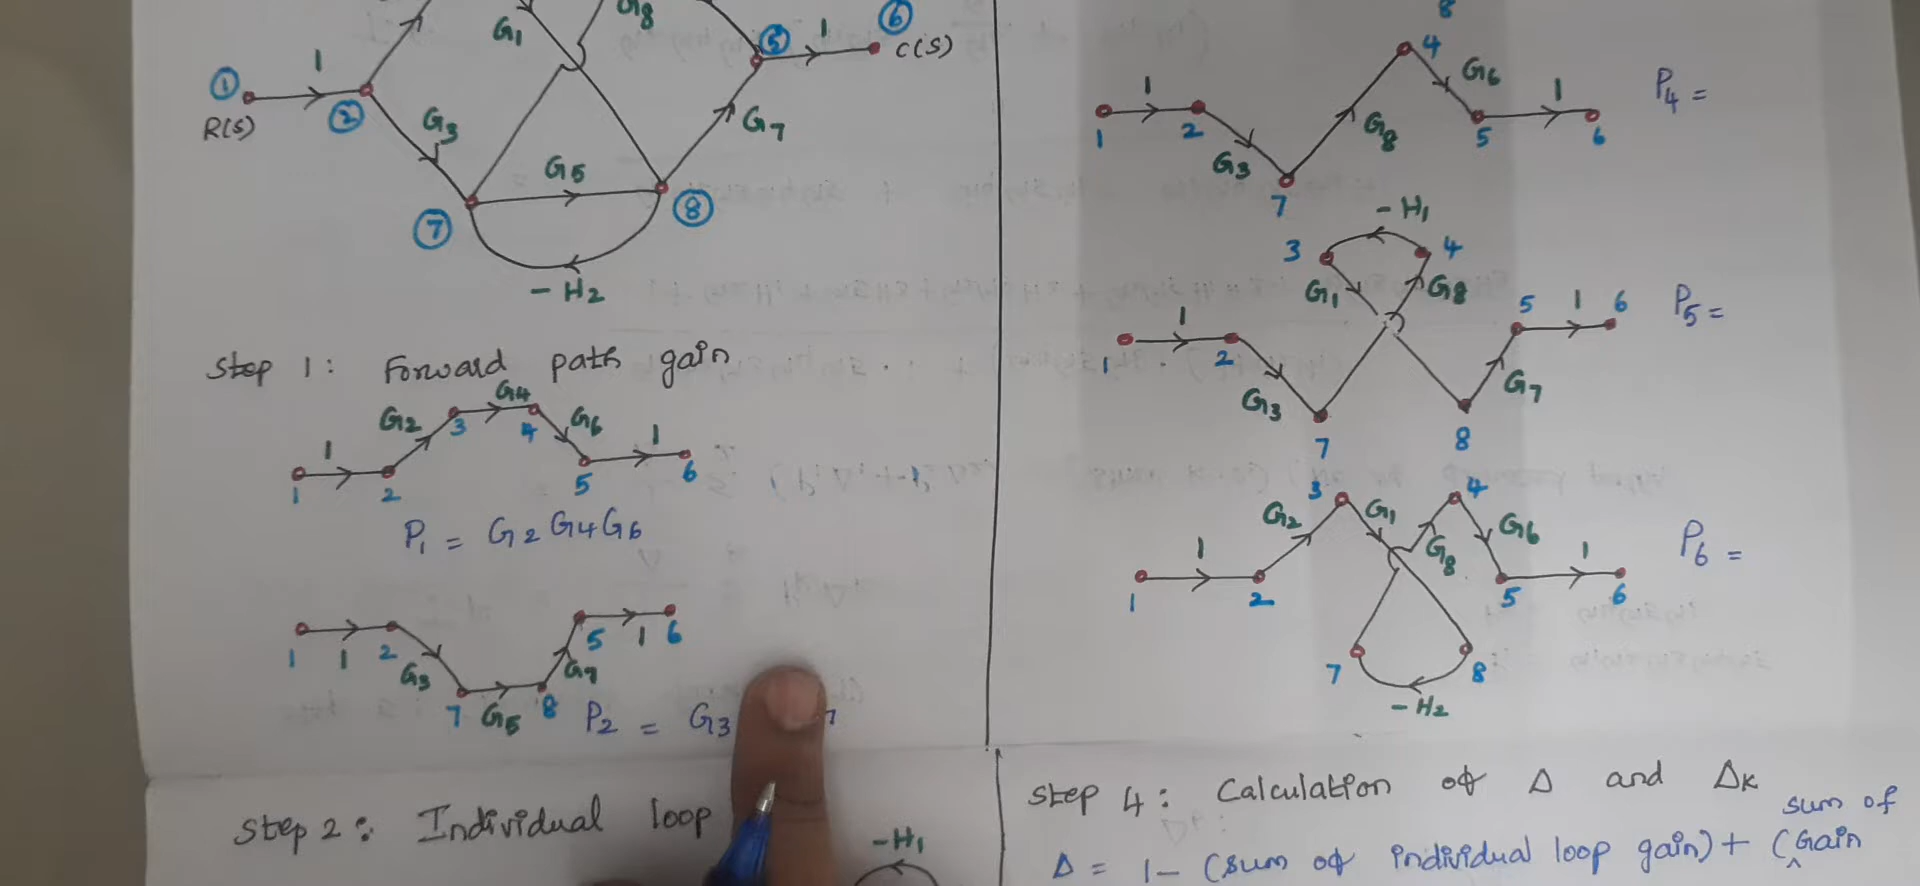 G1
G8
6
5
1
C(S)
1
1
R(S)
2
G3
G7
G5
7
8
- H2
Step 1: Forward path gain
G4
G2
G6
3
4
1
1
1
2
5
6
P1 = G2 G4 G6
1
1
2
G3
7
G5
8
G7
5
1
6
P2 = G3
Step 2: Individual loop
-H1
8
4
G6
1
1
P4 =
1
2
G8
5
6
G3
7
- H1
3
4
G1
G8
5
1
6
P5 =
1
1
2
G3
G7
7
8
3
4
G2
G1
G6
G8
1
1
P6 =
1
2
5
6
7
8
- H2
Step 4: Calculation of Δ and ΔK
sum of
Δ = 1- (sum of individual loop gain) + (^Gain